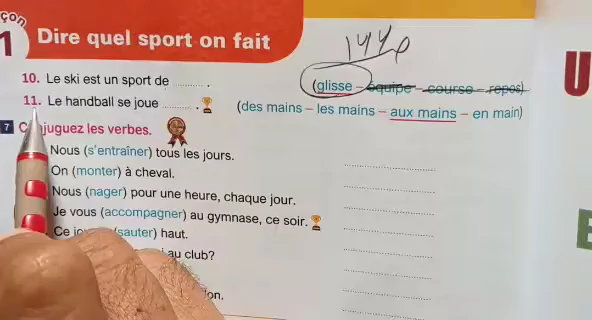 çon
1 Dire quel sport on fait
10. Le ski est un sport de ......... . (glisse – équipe – course – repos)
11. Le handball se joue ......... . (des mains – les mains – aux mains – en main)
7 juguez les verbes.
Nous (s'entraîner) tous les jours.
On (monter) à cheval.
Nous (nager) pour une heure, chaque jour.
Je vous (accompagner) au gymnase, ce soir.
Ce (sauter) haut.
au club?
ion.